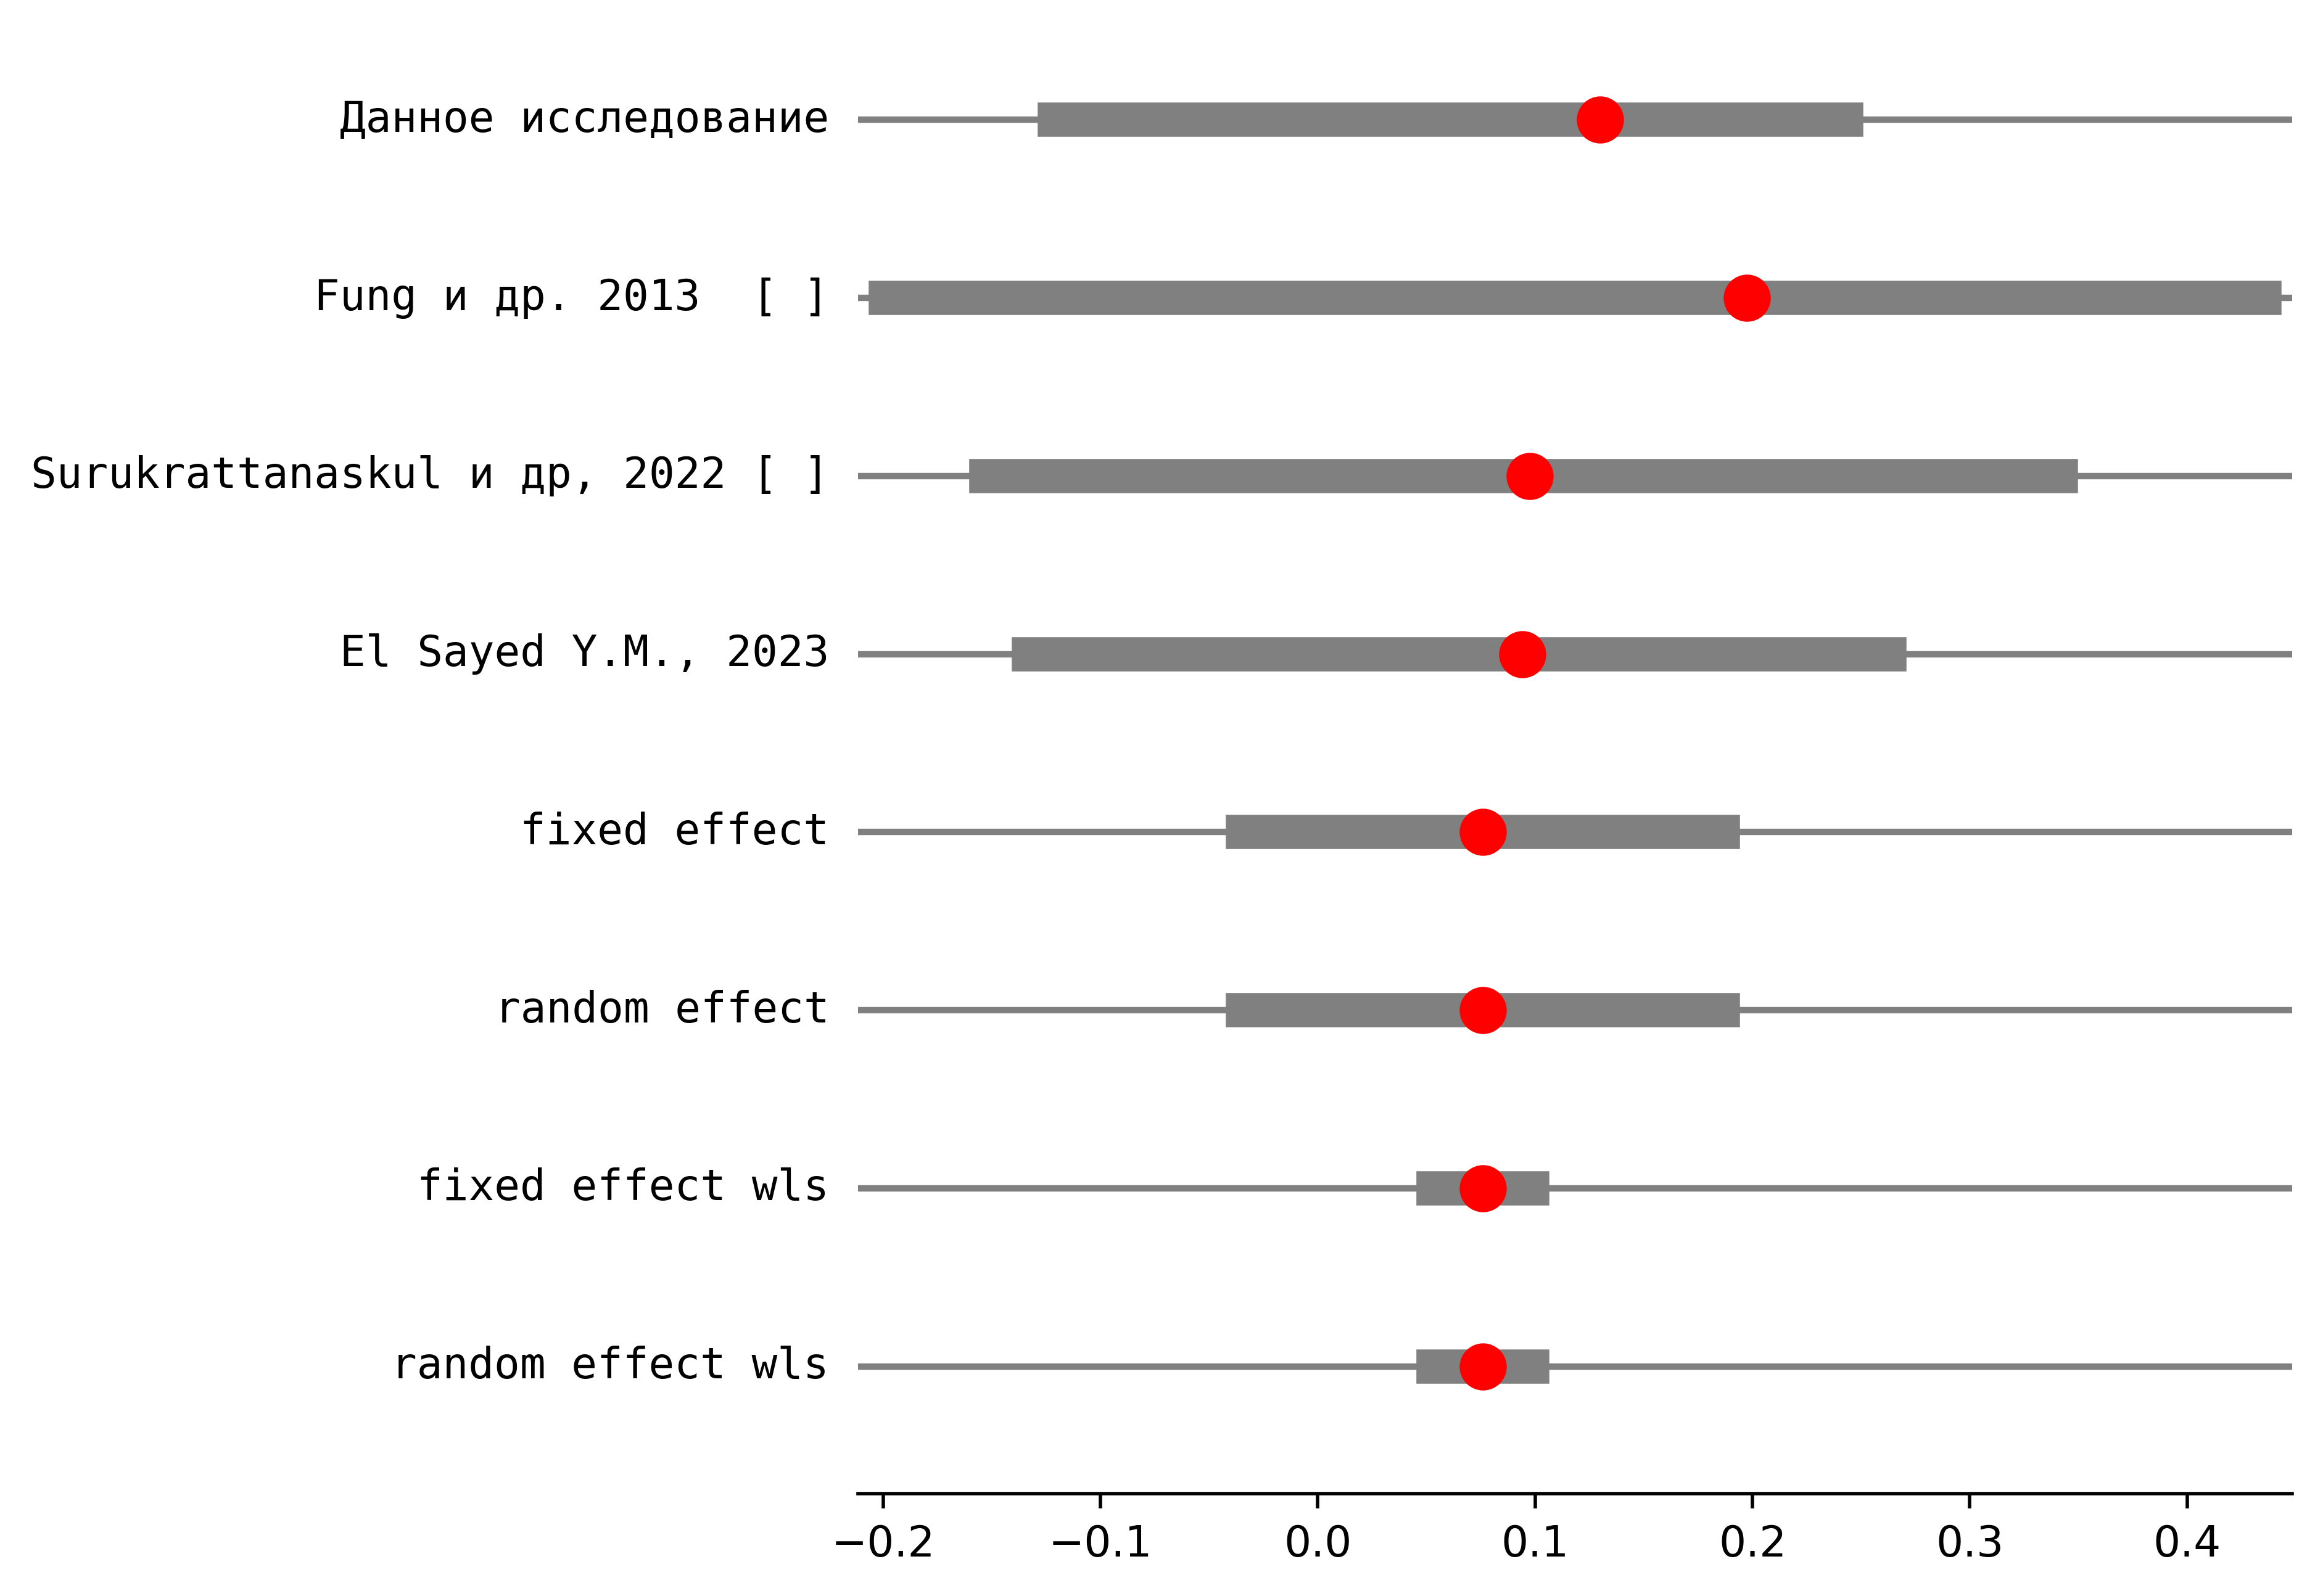 Данное исследование
Fung и др. 2013  [ ]
Surukrattanaskul и др, 2022 [ ]
El Sayed Y.M., 2023
fixed effect
random effect
fixed effect wls
random effect wls
−0.2 −0.1 0.0 0.1 0.2 0.3 0.4